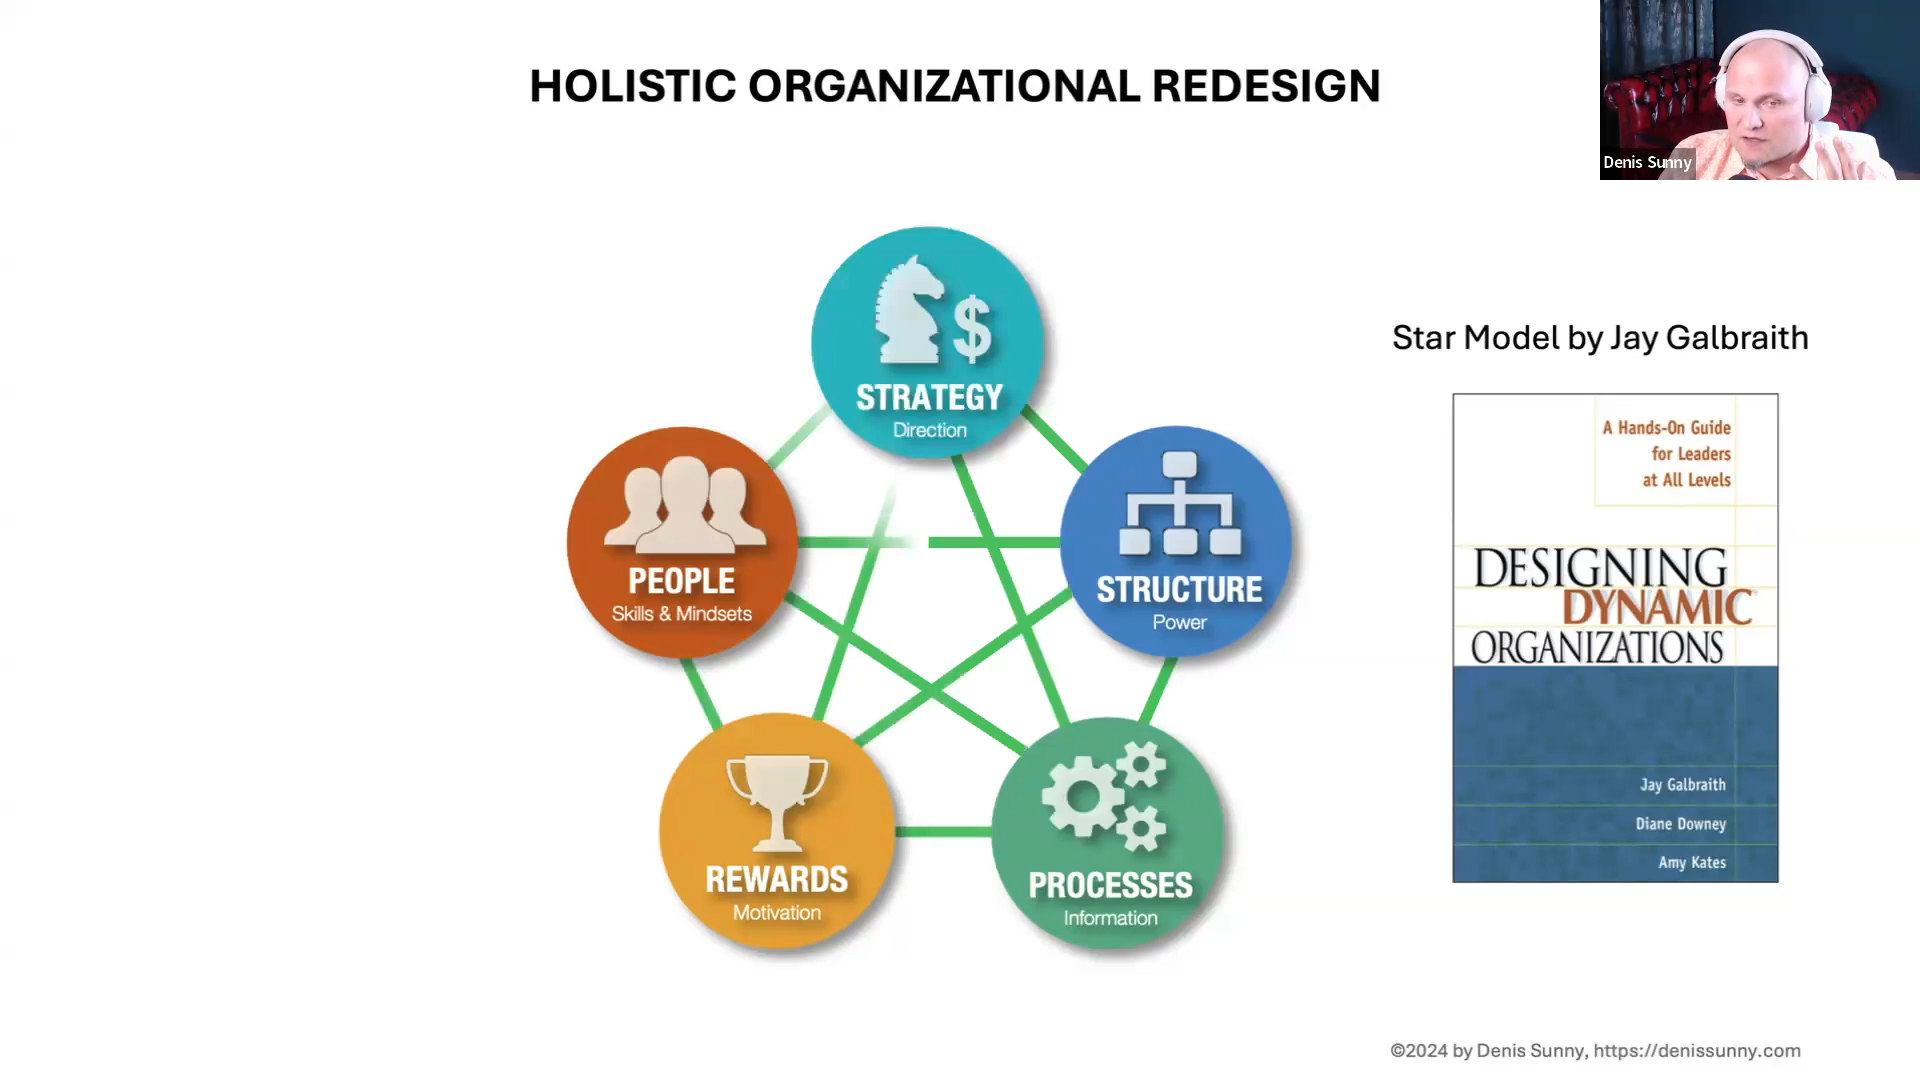 HOLISTIC ORGANIZATIONAL REDESIGN
Denis Sunny
STRATEGY
Direction
PEOPLE
Skills & Mindsets
STRUCTURE
Power
REWARDS
Motivation
PROCESSES
Information
Star Model by Jay Galbraith
A Hands-On Guide
for Leaders
at All Levels
DESIGNING
DYNAMIC
ORGANIZATIONS
Jay Galbraith
Diane Downey
Amy Kates
©2024 by Denis Sunny, https://denissunny.com